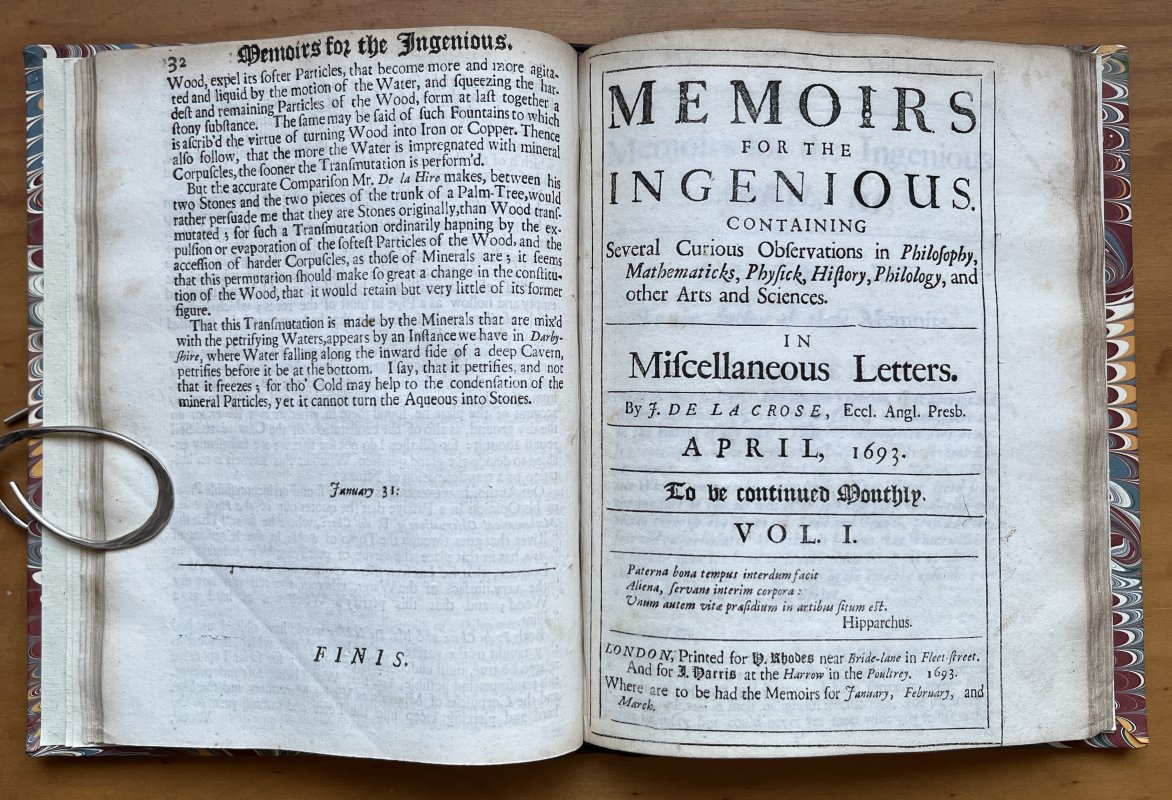 32 Memoirs for the Ingenious.
Wood, expel its ſofter Particles, that become more and more agita-
ted and liquid by the motion of the Water, and ſqueezing the har-
deſt and remaining Particles of the Wood, form at laſt together a
ſtony ſubſtance. The ſame may be ſaid of ſuch Fountains to which
is aſcrib'd the virtue of turning Wood into Iron or Copper. Thence
alſo follow, that the more the Water is impregnated with mineral
Corpuſcles, the ſooner the Tranſmutation is perform'd.
But the accurate Compariſon Mr. De la Hire makes, between his
two Stones and the two pieces of the trunk of a Palm-Tree, would
rather perſuade me that they are Stones originally, than Wood tranſ-
mutated ; for ſuch a Tranſmutation ordinarily hapning by the ex-
pulſion or evaporation of the ſofteſt Particles of the Wood, and the
acceſſion of harder Corpuſcles, as thoſe of Minerals are ; it ſeems
that this permutation ſhould make ſo great a change in the conſtitu-
tion of the Wood, that it would retain but very little of its former
figure.
That this Tranſmutation is made by the Minerals that are mix'd
with the petrifying Waters, appears by an Inſtance we have in Darby-
ſhire, where Water falling along the inward ſide of a deep Cavern,
petrifies before it be at the bottom. I ſay, that it petrifies, and not
that it freezes ; for tho' Cold may help to the condenſation of the
mineral Particles, yet it cannot turn the Aqueous into Stones.
January 31:
FINIS.
MEMOIRS
FOR THE
INGENIOUS.
CONTAINING
Several Curious Obſervations in Philoſophy,
Mathematicks, Phyſick, Hiſtory, Philology, and
other Arts and Sciences.
IN
Miſcellaneous Letters.
By J. DE LA CROSE, Eccl. Angl. Presb.
APRIL, 1693.
To be continued Monthly.
VOL. I.
Paterna bona tempus interdum facit
Aliena, ſervans interim corpora :
Unum autem vitæ præſidium in artibus ſitum eſt.
Hipparchus.
LONDON, Printed for H. Rhodes near Bride-lane in Fleet-ſtreet.
And for J. Harris at the Harrow in the Poultrey. 1693.
Where are to be had the Memoirs for January, February, and
March.